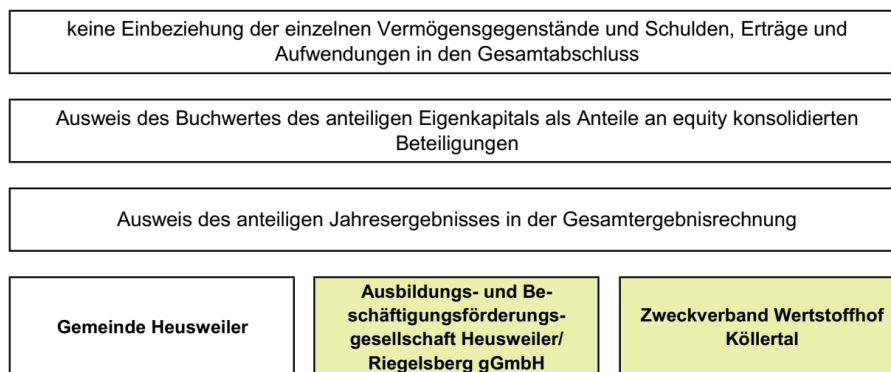 keine Einbeziehung der einzelnen Vermögensgegenstände und Schulden, Erträge und
Aufwendungen in den Gesamtabschluss
Ausweis des Buchwertes des anteiligen Eigenkapitals als Anteile an equity konsolidierten
Beteiligungen
Ausweis des anteiligen Jahresergebnisses in der Gesamtergebnisrechnung
Gemeinde Heusweiler
Ausbildungs- und Be-
schäftigungsförderungs-
gesellschaft Heusweiler/
Riegelsberg gGmbH
Zweckverband Wertstoffhof
Köllertal